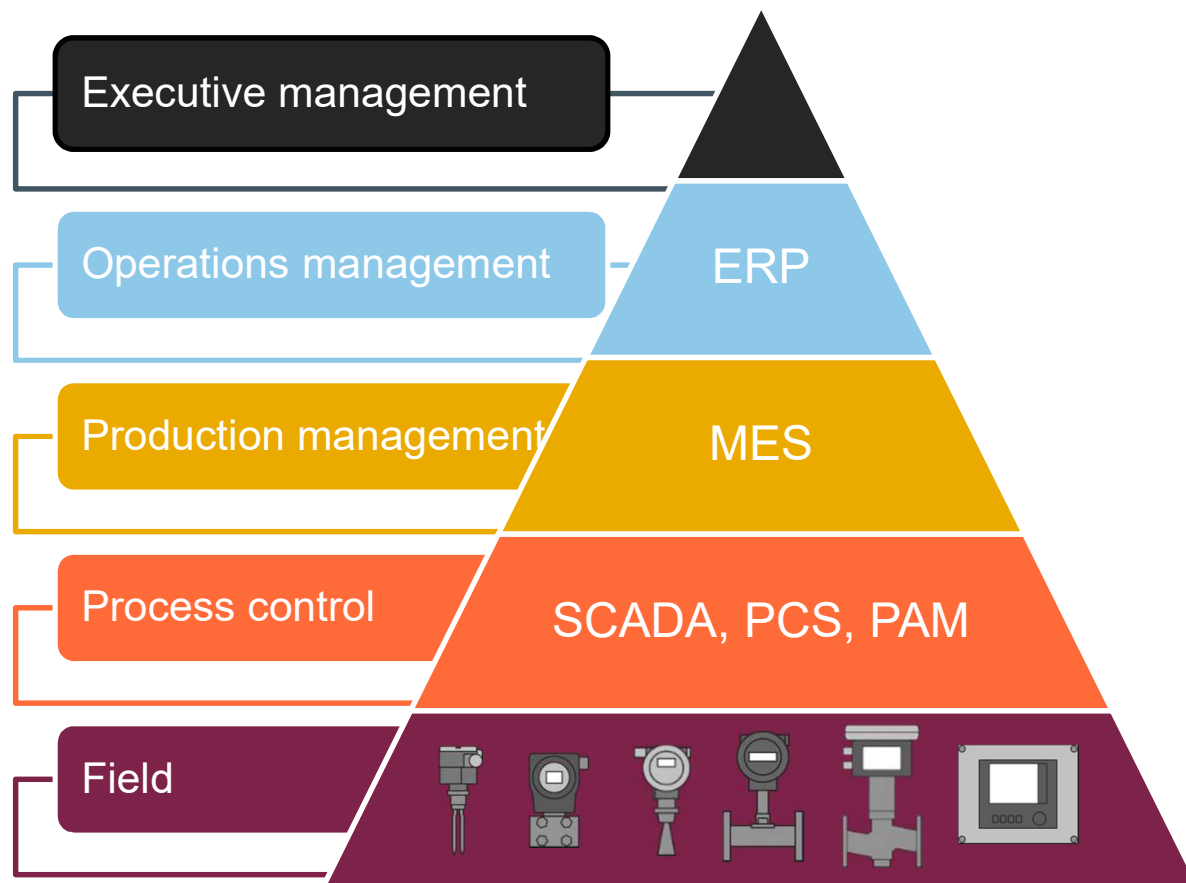 Executive management
Operations management
ERP
Production management
MES
Process control
SCADA, PCS, PAM
Field